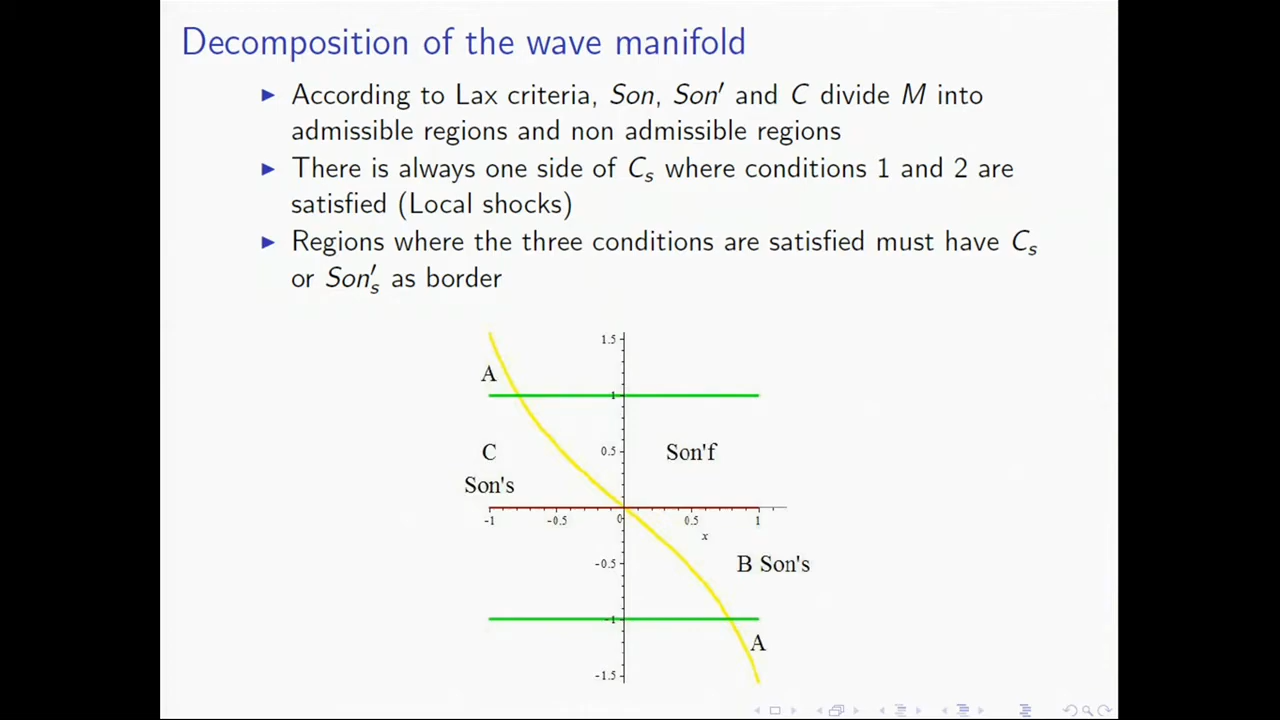 Decomposition of the wave manifold
▶ According to Lax criteria, Son, Son′ and C divide M into
admissible regions and non admissible regions
▶ There is always one side of Cₛ where conditions 1 and 2 are
satisfied (Local shocks)
▶ Regions where the three conditions are satisfied must have Cₛ
or Son′ₛ as border
1.5
A
1
C
0.5
Son'f
Son's
-1
-0.5
0
0.5
1
x
-0.5
B Son's
-1
A
-1.5